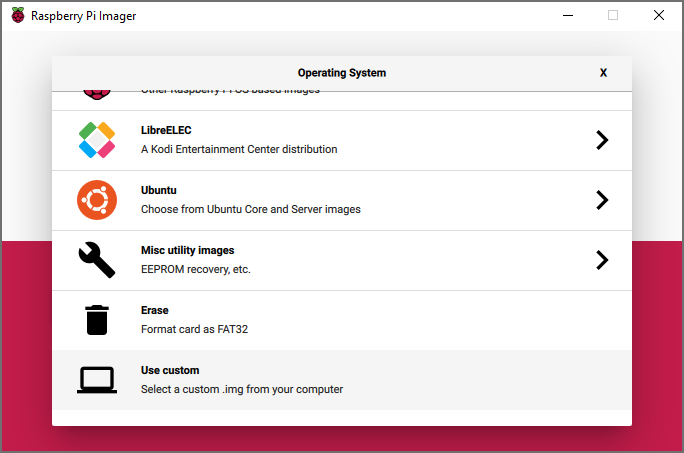 Raspberry Pi Imager
Operating System X
Other Raspberry Pi OS based images
LibreELEC
A Kodi Entertainment Center distribution
Ubuntu
Choose from Ubuntu Core and Server images
Misc utility images
EEPROM recovery, etc.
Erase
Format card as FAT32
Use custom
Select a custom .img from your computer